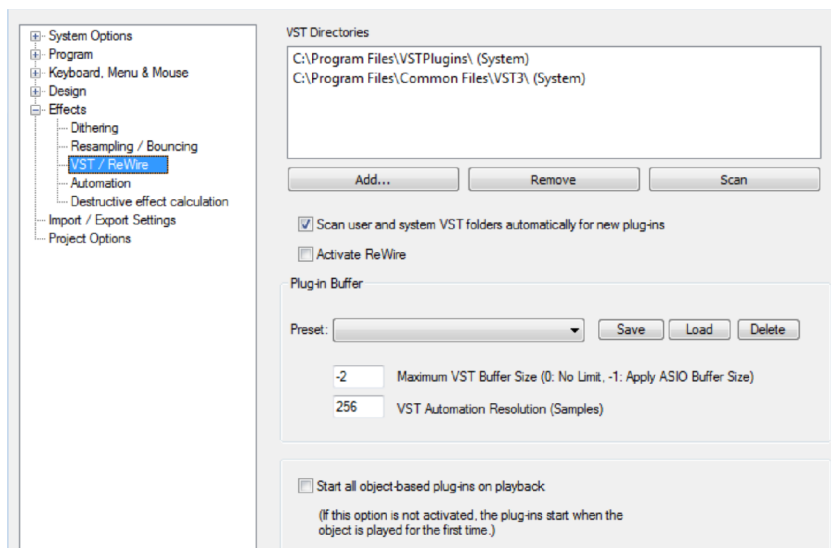 System Options
Program
Keyboard, Menu & Mouse
Design
Effects
Dithering
Resampling / Bouncing
VST / ReWire
Automation
Destructive effect calculation
Import / Export Settings
Project Options
VST Directories
C:\Program Files\VSTPlugins\ (System)
C:\Program Files\Common Files\VST3\ (System)
Add...
Remove
Scan
Scan user and system VST folders automatically for new plug-ins
Activate ReWire
Plug-in Buffer
Preset:
Save
Load
Delete
-2
Maximum VST Buffer Size (0: No Limit, -1: Apply ASIO Buffer Size)
256
VST Automation Resolution (Samples)
Start all object-based plug-ins on playback
(If this option is not activated, the plug-ins start when the
object is played for the first time.)